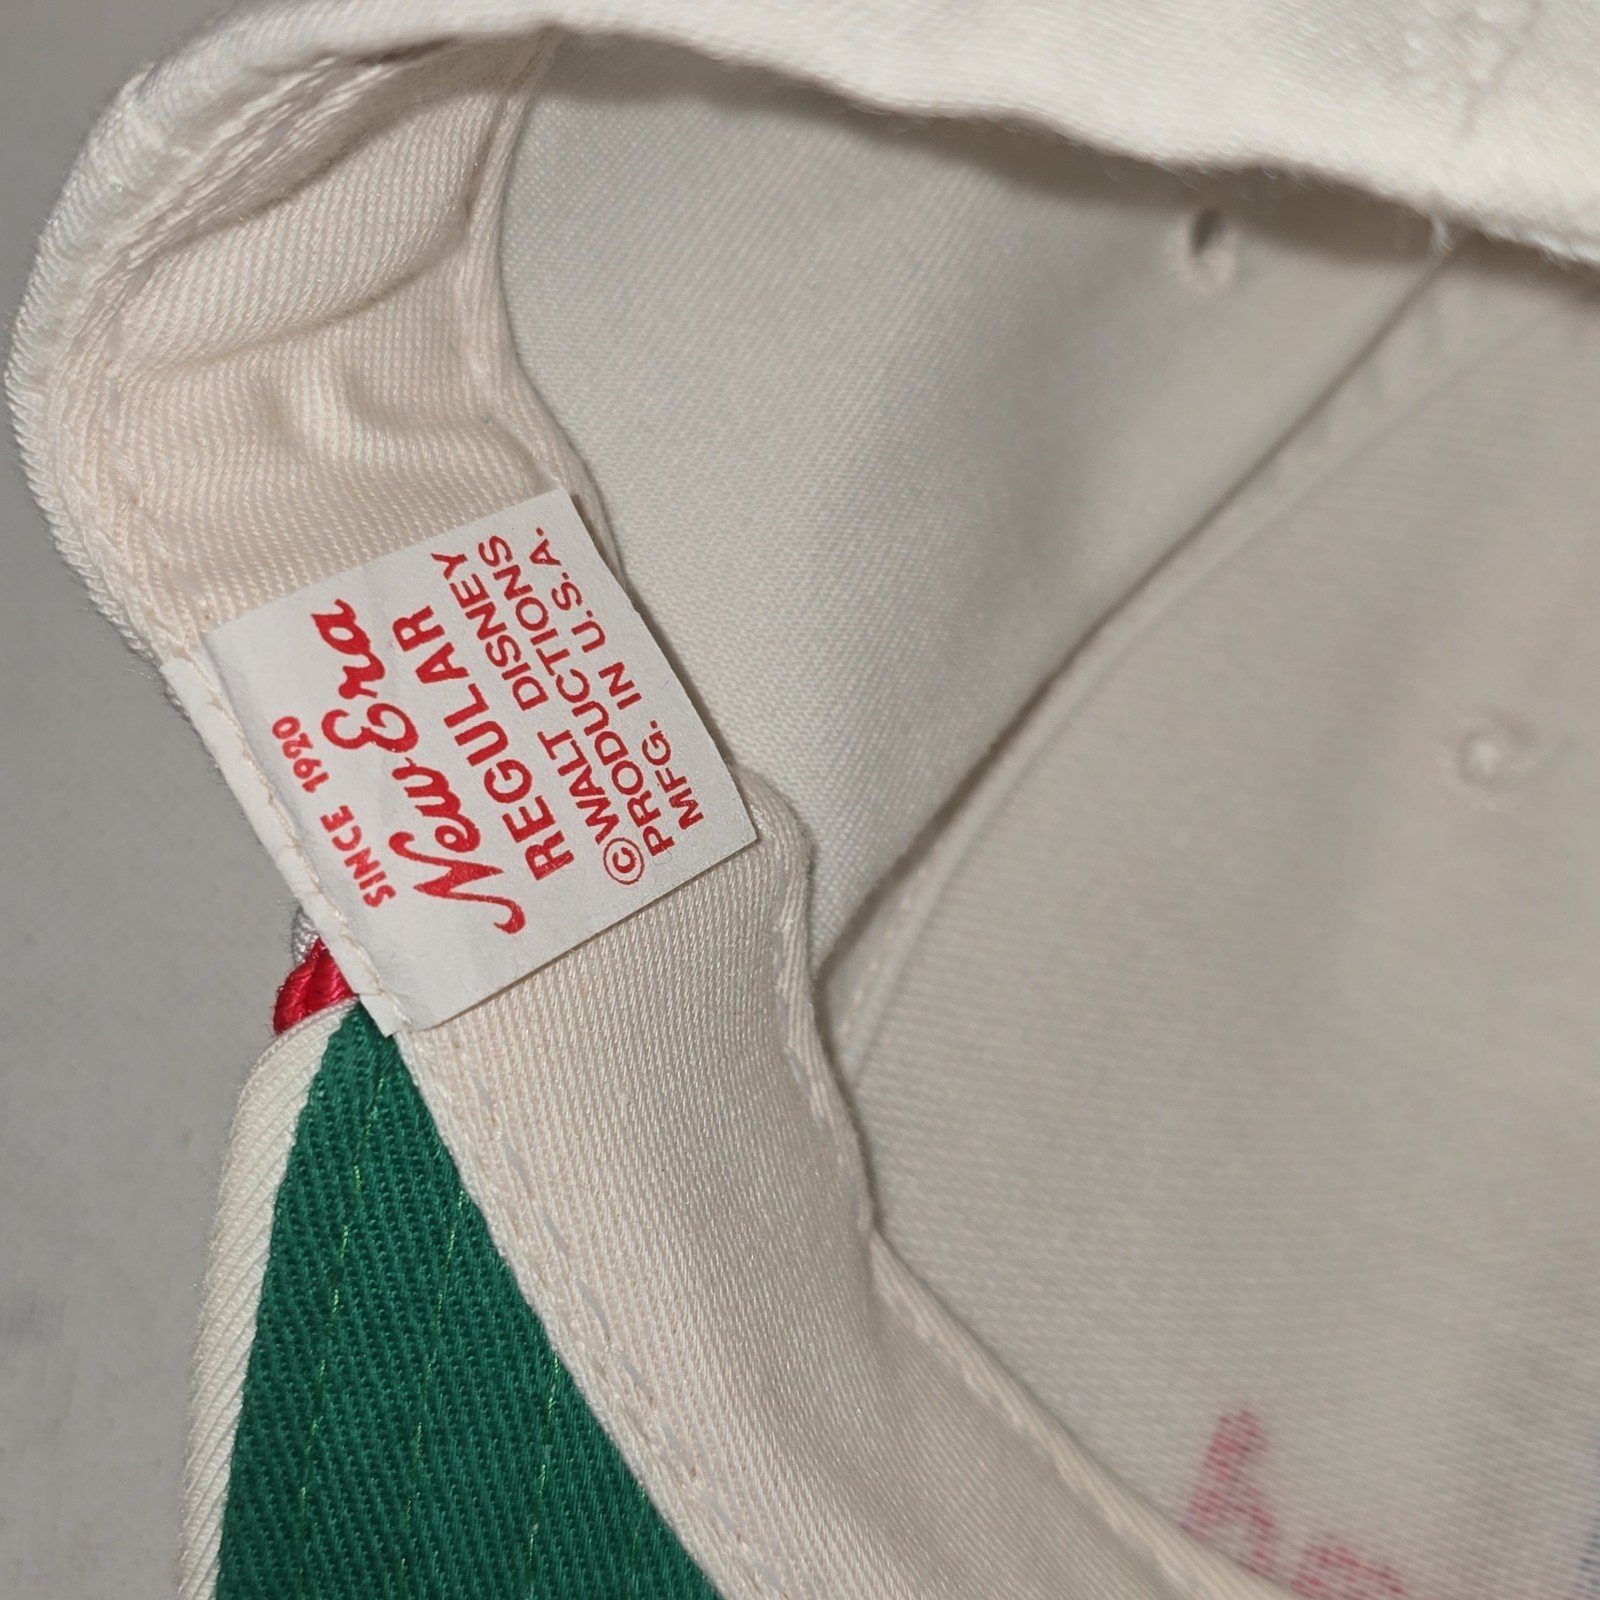 SINCE 1920
New Era
REGULAR
©WALT DISNEY
PRODUCTIONS
MFG. IN U.S.A.